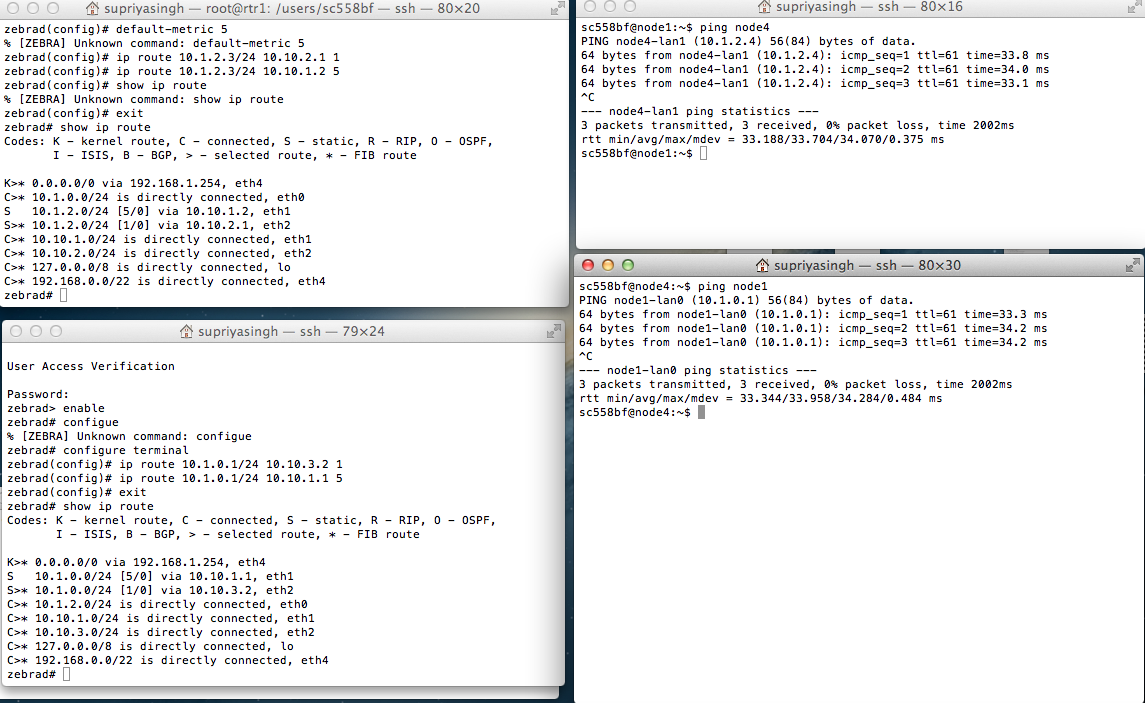 supriyasingh — root@rtr1: /users/sc558bf — ssh — 80×20
zebrad(config)# default-metric 5
% [ZEBRA] Unknown command: default-metric 5
zebrad(config)# ip route 10.1.2.3/24 10.10.2.1 1
zebrad(config)# ip route 10.1.2.3/24 10.10.1.2 5
zebrad(config)# show ip route
% [ZEBRA] Unknown command: show ip route
zebrad(config)# exit
zebrad# show ip route
Codes: K - kernel route, C - connected, S - static, R - RIP, O - OSPF,
       I - ISIS, B - BGP, > - selected route, * - FIB route
K>* 0.0.0.0/0 via 192.168.1.254, eth4
C>* 10.1.0.0/24 is directly connected, eth0
S   10.1.2.0/24 [5/0] via 10.10.1.2, eth1
S>* 10.1.2.0/24 [1/0] via 10.10.2.1, eth2
C>* 10.10.1.0/24 is directly connected, eth1
C>* 10.10.2.0/24 is directly connected, eth2
C>* 127.0.0.0/8 is directly connected, lo
C>* 192.168.0.0/22 is directly connected, eth4
zebrad#
supriyasingh — ssh — 80×16
sc558bf@node1:~$ ping node4
PING node4-lan1 (10.1.2.4) 56(84) bytes of data.
64 bytes from node4-lan1 (10.1.2.4): icmp_seq=1 ttl=61 time=33.8 ms
64 bytes from node4-lan1 (10.1.2.4): icmp_seq=2 ttl=61 time=34.0 ms
64 bytes from node4-lan1 (10.1.2.4): icmp_seq=3 ttl=61 time=33.1 ms
^C
--- node4-lan1 ping statistics ---
3 packets transmitted, 3 received, 0% packet loss, time 2002ms
rtt min/avg/max/mdev = 33.188/33.704/34.070/0.375 ms
sc558bf@node1:~$
supriyasingh — ssh — 79×24
User Access Verification
Password:
zebrad> enable
zebrad# configue
% [ZEBRA] Unknown command: configue
zebrad# configure terminal
zebrad(config)# ip route 10.1.0.1/24 10.10.3.2 1
zebrad(config)# ip route 10.1.0.1/24 10.10.1.1 5
zebrad(config)# exit
zebrad# show ip route
Codes: K - kernel route, C - connected, S - static, R - RIP, O - OSPF,
       I - ISIS, B - BGP, > - selected route, * - FIB route
K>* 0.0.0.0/0 via 192.168.1.254, eth4
S   10.1.0.0/24 [5/0] via 10.10.1.1, eth1
S>* 10.1.0.0/24 [1/0] via 10.10.3.2, eth2
C>* 10.1.2.0/24 is directly connected, eth0
C>* 10.10.1.0/24 is directly connected, eth1
C>* 10.10.3.0/24 is directly connected, eth2
C>* 127.0.0.0/8 is directly connected, lo
C>* 192.168.0.0/22 is directly connected, eth4
zebrad#
supriyasingh — ssh — 80×30
sc558bf@node4:~$ ping node1
PING node1-lan0 (10.1.0.1) 56(84) bytes of data.
64 bytes from node1-lan0 (10.1.0.1): icmp_seq=1 ttl=61 time=33.3 ms
64 bytes from node1-lan0 (10.1.0.1): icmp_seq=2 ttl=61 time=34.2 ms
64 bytes from node1-lan0 (10.1.0.1): icmp_seq=3 ttl=61 time=34.2 ms
^C
--- node1-lan0 ping statistics ---
3 packets transmitted, 3 received, 0% packet loss, time 2002ms
rtt min/avg/max/mdev = 33.344/33.958/34.284/0.484 ms
sc558bf@node4:~$